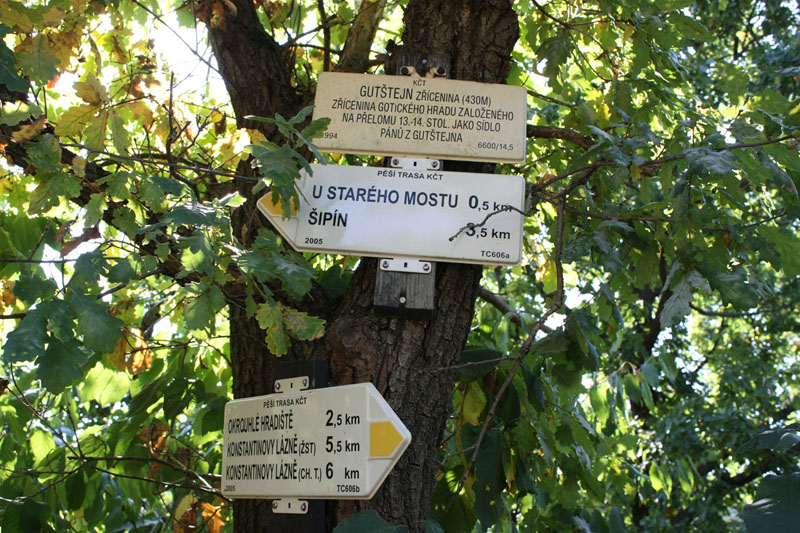 KČT
GUTŠTEJN ZŘÍCENINA (430M)
ZŘÍCENINA GOTICKÉHO HRADU ZALOŽENÉHO
NA PŘELOMU 13.-14. STOL. JAKO SÍDLO
PÁNŮ Z GUTŠTEJNA
1994 6600/14,5
PĚŠÍ TRASA KČT
U STARÉHO MOSTU 0,5 km
ŠIPÍN 3,5 km
2005 TC606a
PĚŠÍ TRASA KČT
OKROUHLÉ HRADIŠTĚ 2,5 km
KONSTANTINOVY LÁZNĚ (ŽST) 5,5 km
KONSTANTINOVY LÁZNĚ (CH. T.) 6 km
2005 TC606b